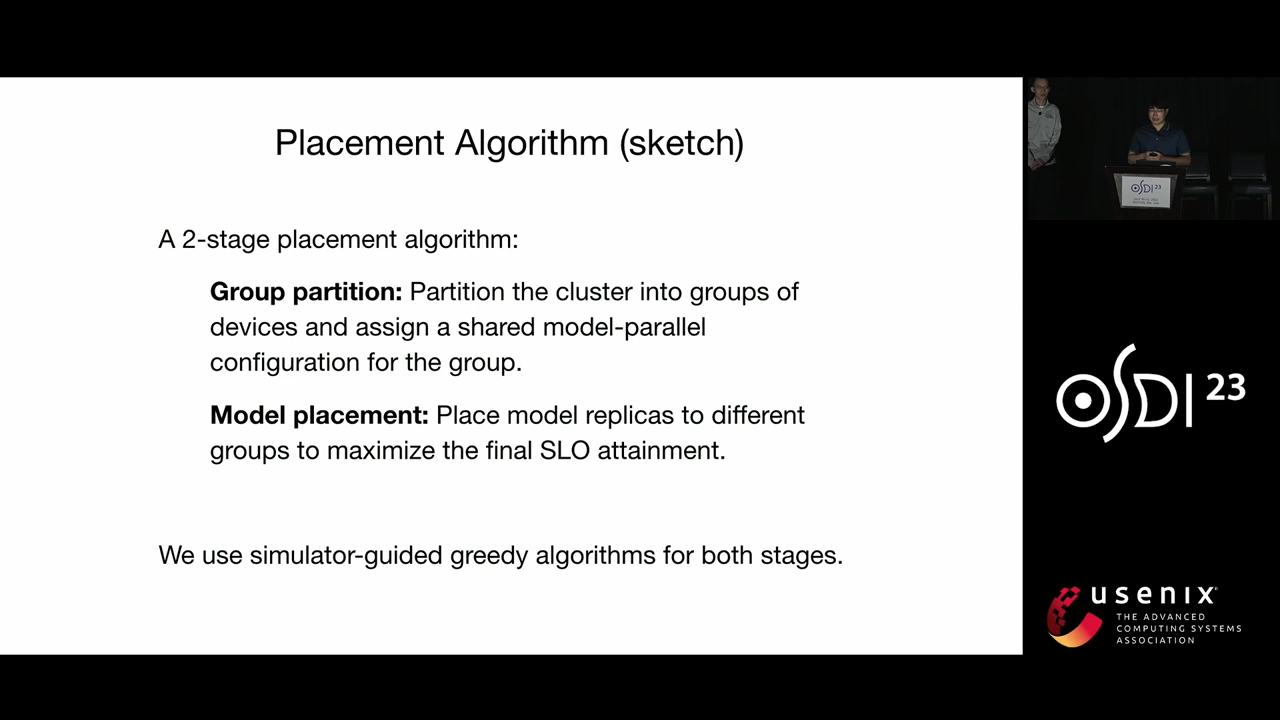 Placement Algorithm (sketch)
A 2-stage placement algorithm:
Group partition: Partition the cluster into groups of
devices and assign a shared model-parallel
configuration for the group.
Model placement: Place model replicas to different
groups to maximize the final SLO attainment.
We use simulator-guided greedy algorithms for both stages.
OSDI 23
OSDI 23
usenix
THE ADVANCED
COMPUTING SYSTEMS
ASSOCIATION